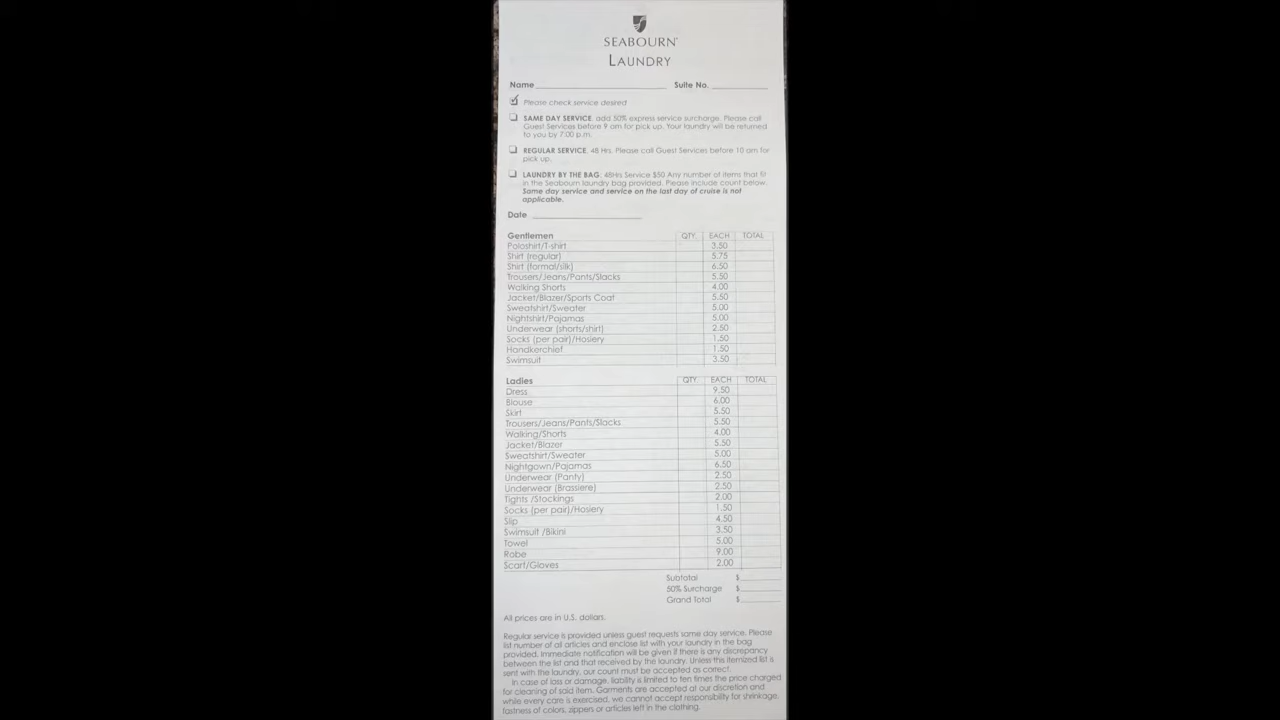 SEABOURN
LAUNDRY
Name Suite No.
Please check service desired
SAME DAY SERVICE, add 50% express service surcharge. Please call
Guest Services before 9 am for pick up. Your laundry will be returned
to you by 7:00 p.m.
REGULAR SERVICE, 48 Hrs. Please call Guest Services before 10 am for
pick up.
LAUNDRY BY THE BAG, 48Hrs Service $50 Any number of items that fit
in the Seabourn laundry bag provided. Please include count below.
Same day service and service on the last day of cruise is not
applicable.
Date
Gentlemen QTY. EACH TOTAL
Poloshirt/T-shirt 3.50
Shirt (regular) 5.75
Shirt (formal/silk) 6.50
Trousers/Jeans/Pants/Slacks 5.50
Walking Shorts 4.00
Jacket/Blazer/Sports Coat 5.50
Sweatshirt/Sweater 5.00
Nightshirt/Pajamas 5.00
Underwear (shorts/shirt) 2.50
Socks (per pair)/Hosiery 1.50
Handkerchief 1.50
Swimsuit 3.50
Ladies QTY. EACH TOTAL
Dress 9.50
Blouse 6.00
Skirt 5.50
Trousers/Jeans/Pants/Slacks 5.50
Walking/Shorts 4.00
Jacket/Blazer 5.50
Sweatshirt/Sweater 5.00
Nightgown/Pajamas 6.50
Underwear (Panty) 2.50
Underwear (Brassiere) 2.50
Tights /Stockings 2.00
Socks (per pair)/Hosiery 1.50
Slip 4.50
Swimsuit /Bikini 3.50
Towel 5.00
Robe 9.00
Scarf/Gloves 2.00
Subtotal $
50% Surcharge $
Grand Total $
All prices are in U.S. dollars.
Regular service is provided unless guest requests same day service. Please
list number of all articles and enclose list with your laundry in the bag
provided. Immediate notification will be given if there is any discrepancy
between the list and that received by the laundry. Unless this itemized list is
sent with the laundry, our count must be accepted as correct.
In case of loss or damage, liability is limited to ten times the price charged
for cleaning of said item. Garments are accepted at our discretion and
while every care is exercised, we cannot accept responsibility for shrinkage,
fastness of colors, zippers or articles left in the clothing.